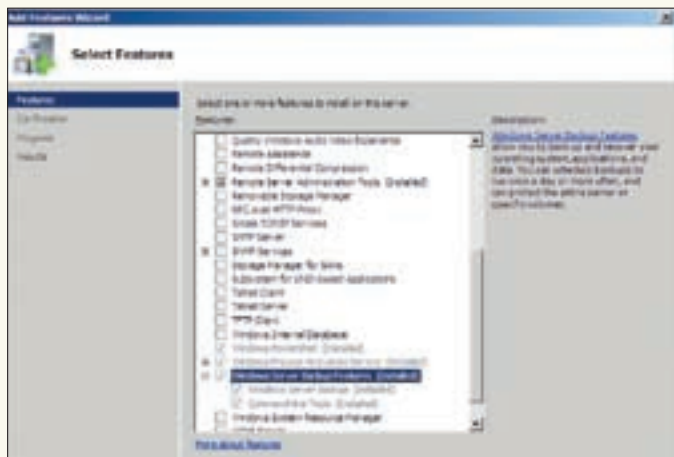 Add Features Wizard
Select Features
Features
Confirmation
Progress
Results
Select one or more features to install on this server.
Features:
Quality Windows Audio Video Experience
Remote Assistance
Remote Differential Compression
Remote Server Administration Tools (Installed)
Removable Storage Manager
RPC over HTTP Proxy
Simple TCP/IP Services
SMTP Server
SNMP Services
Storage Manager for SANs
Subsystem for UNIX-based Applications
Telnet Client
Telnet Server
TFTP Client
Windows Internal Database
Windows PowerShell (Installed)
Windows Process Activation Service (Installed)
Windows Server Backup Features (Installed)
Windows Server Backup (Installed)
Command-line Tools (Installed)
Windows System Resource Manager
More about features
Description:
Windows Server Backup Features
allow you to back up and recover your
operating system, applications, and
data. You can schedule backups to
run once a day or more often, and
can protect the entire server or
specific volumes.